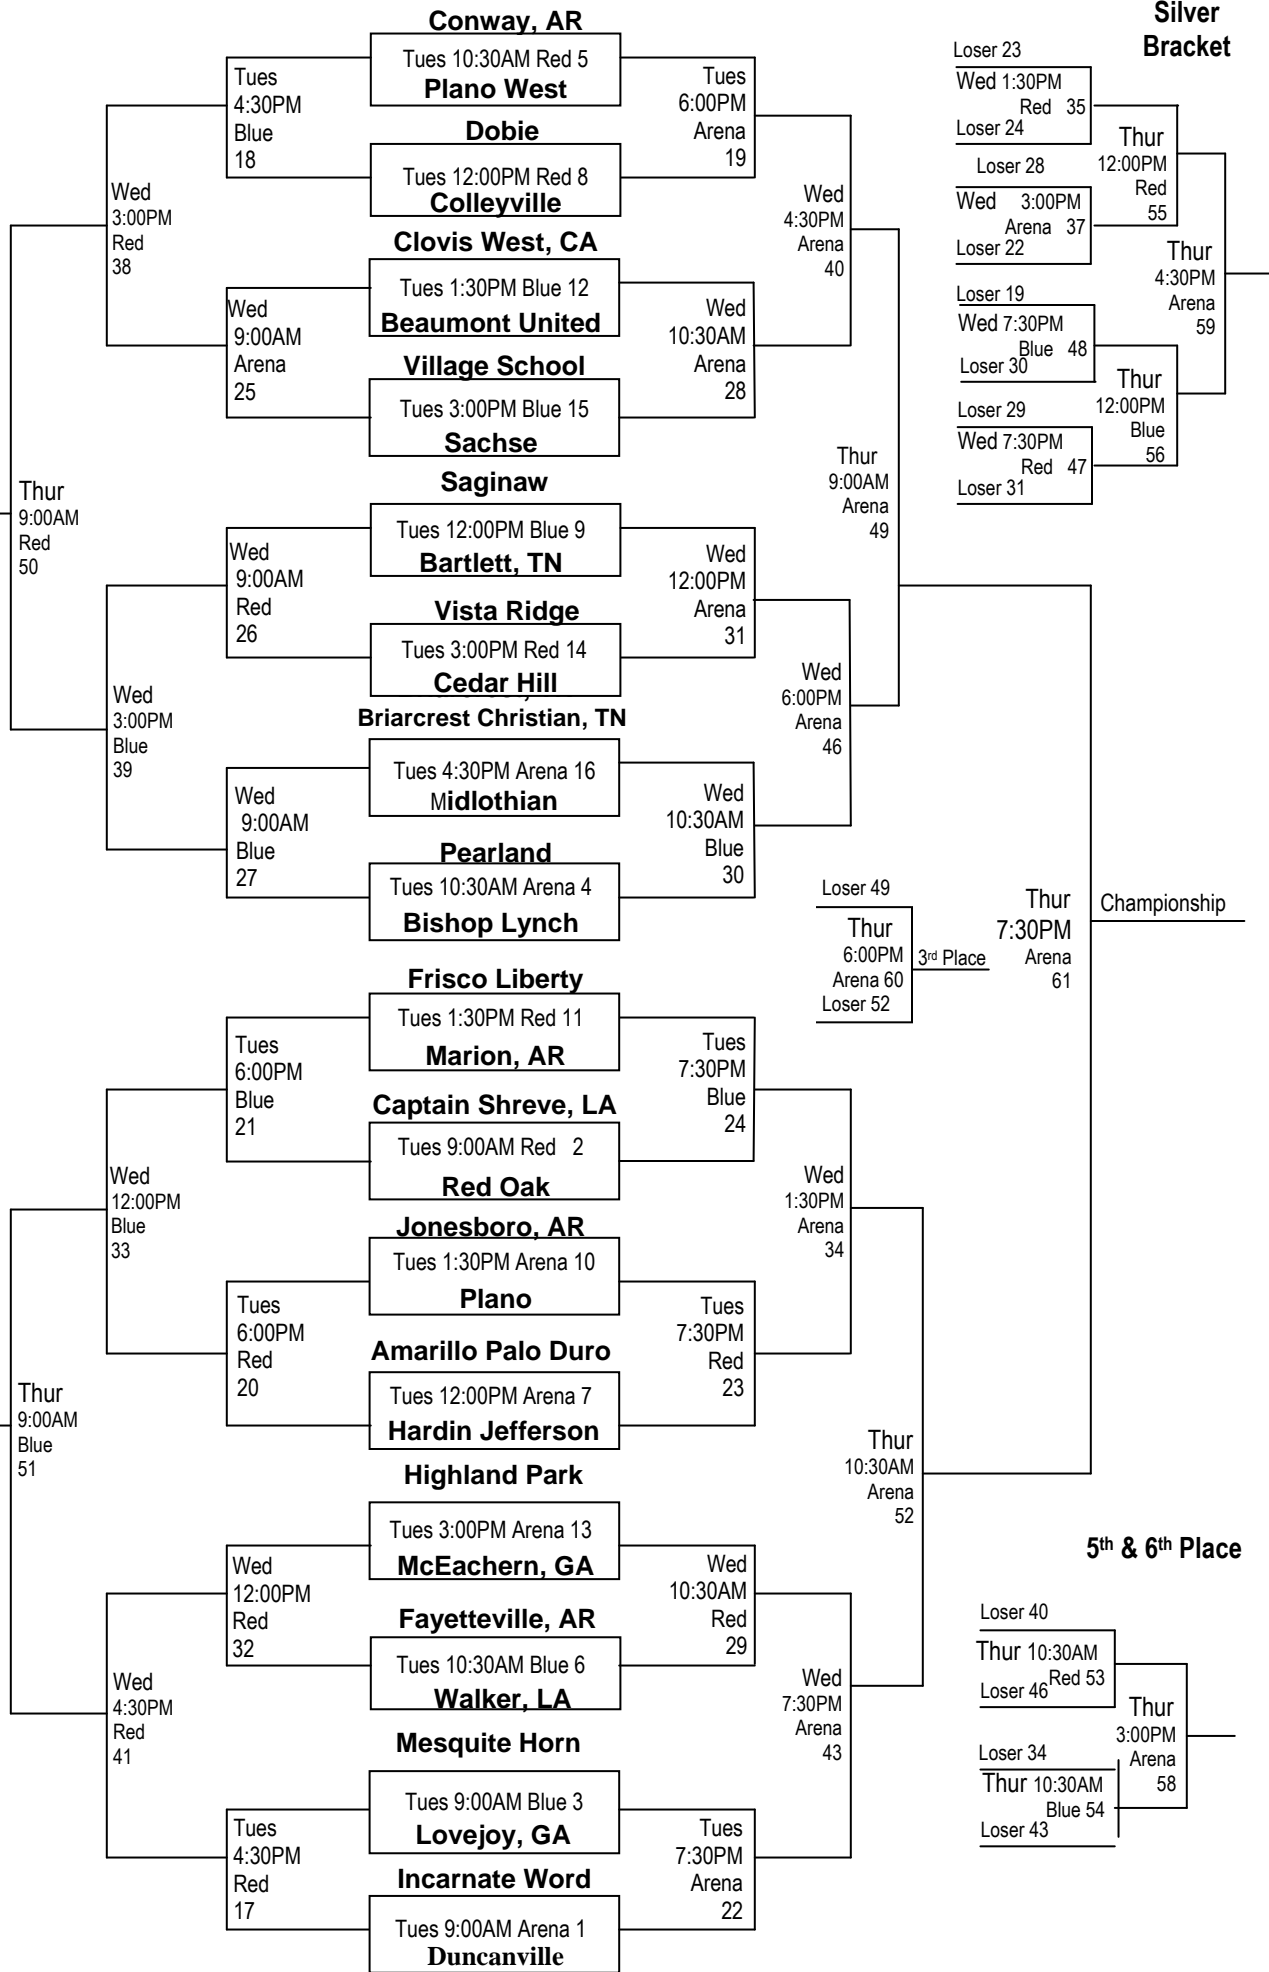 Conway, AR
Tues 10:30AM Red 5
Plano West
Dobie
Tues 12:00PM Red 8
Colleyville
Clovis West, CA
Tues 1:30PM Blue 12
Beaumont United
Village School
Tues 3:00PM Blue 15
Sachse
Saginaw
Tues 12:00PM Blue 9
Bartlett, TN
Vista Ridge
Tues 3:00PM Red 14
Cedar Hill
Briarcrest Christian, TN
Tues 4:30PM Arena 16
Midlothian
Pearland
Tues 10:30AM Arena 4
Bishop Lynch
Frisco Liberty
Tues 1:30PM Red 11
Marion, AR
Captain Shreve, LA
Tues 9:00AM Red 2
Red Oak
Jonesboro, AR
Tues 1:30PM Arena 10
Plano
Amarillo Palo Duro
Tues 12:00PM Arena 7
Hardin Jefferson
Highland Park
Tues 3:00PM Arena 13
McEachern, GA
Fayetteville, AR
Tues 10:30AM Blue 6
Walker, LA
Mesquite Horn
Tues 9:00AM Blue 3
Lovejoy, GA
Incarnate Word
Tues 9:00AM Arena 1
Duncanville
Tues
4:30PM
Blue
18
Wed
9:00AM
Arena
25
Wed
9:00AM
Red
26
Wed
9:00AM
Blue
27
Tues
6:00PM
Blue
21
Tues
6:00PM
Red
20
Wed
12:00PM
Red
32
Tues
4:30PM
Red
17
Wed
3:00PM
Red
38
Wed
3:00PM
Blue
39
Wed
12:00PM
Blue
33
Wed
4:30PM
Red
41
Thur
9:00AM
Red
50
Thur
9:00AM
Blue
51
Tues
6:00PM
Arena
19
Wed
10:30AM
Arena
28
Wed
12:00PM
Arena
31
Wed
10:30AM
Blue
30
Tues
7:30PM
Blue
24
Tues
7:30PM
Red
23
Wed
10:30AM
Red
29
Tues
7:30PM
Arena
22
Wed
4:30PM
Arena
40
Wed
6:00PM
Arena
46
Wed
1:30PM
Arena
34
Wed
7:30PM
Arena
43
Thur
9:00AM
Arena
49
Thur
10:30AM
Arena
52
Thur
7:30PM
Arena
61
Championship
Loser 49
Thur
6:00PM
Arena 60
Loser 52
3rd Place
Silver
Bracket
Loser 23
Wed 1:30PM
Red 35
Loser 24
Loser 28
Wed 3:00PM
Arena 37
Loser 22
Loser 19
Wed 7:30PM
Blue 48
Loser 30
Loser 29
Wed 7:30PM
Red 47
Loser 31
Thur
12:00PM
Red
55
Thur
12:00PM
Blue
56
Thur
4:30PM
Arena
59
5th & 6th Place
Loser 40
Thur 10:30AM
Red 53
Loser 46
Loser 34
Thur 10:30AM
Blue 54
Loser 43
Thur
3:00PM
Arena
58